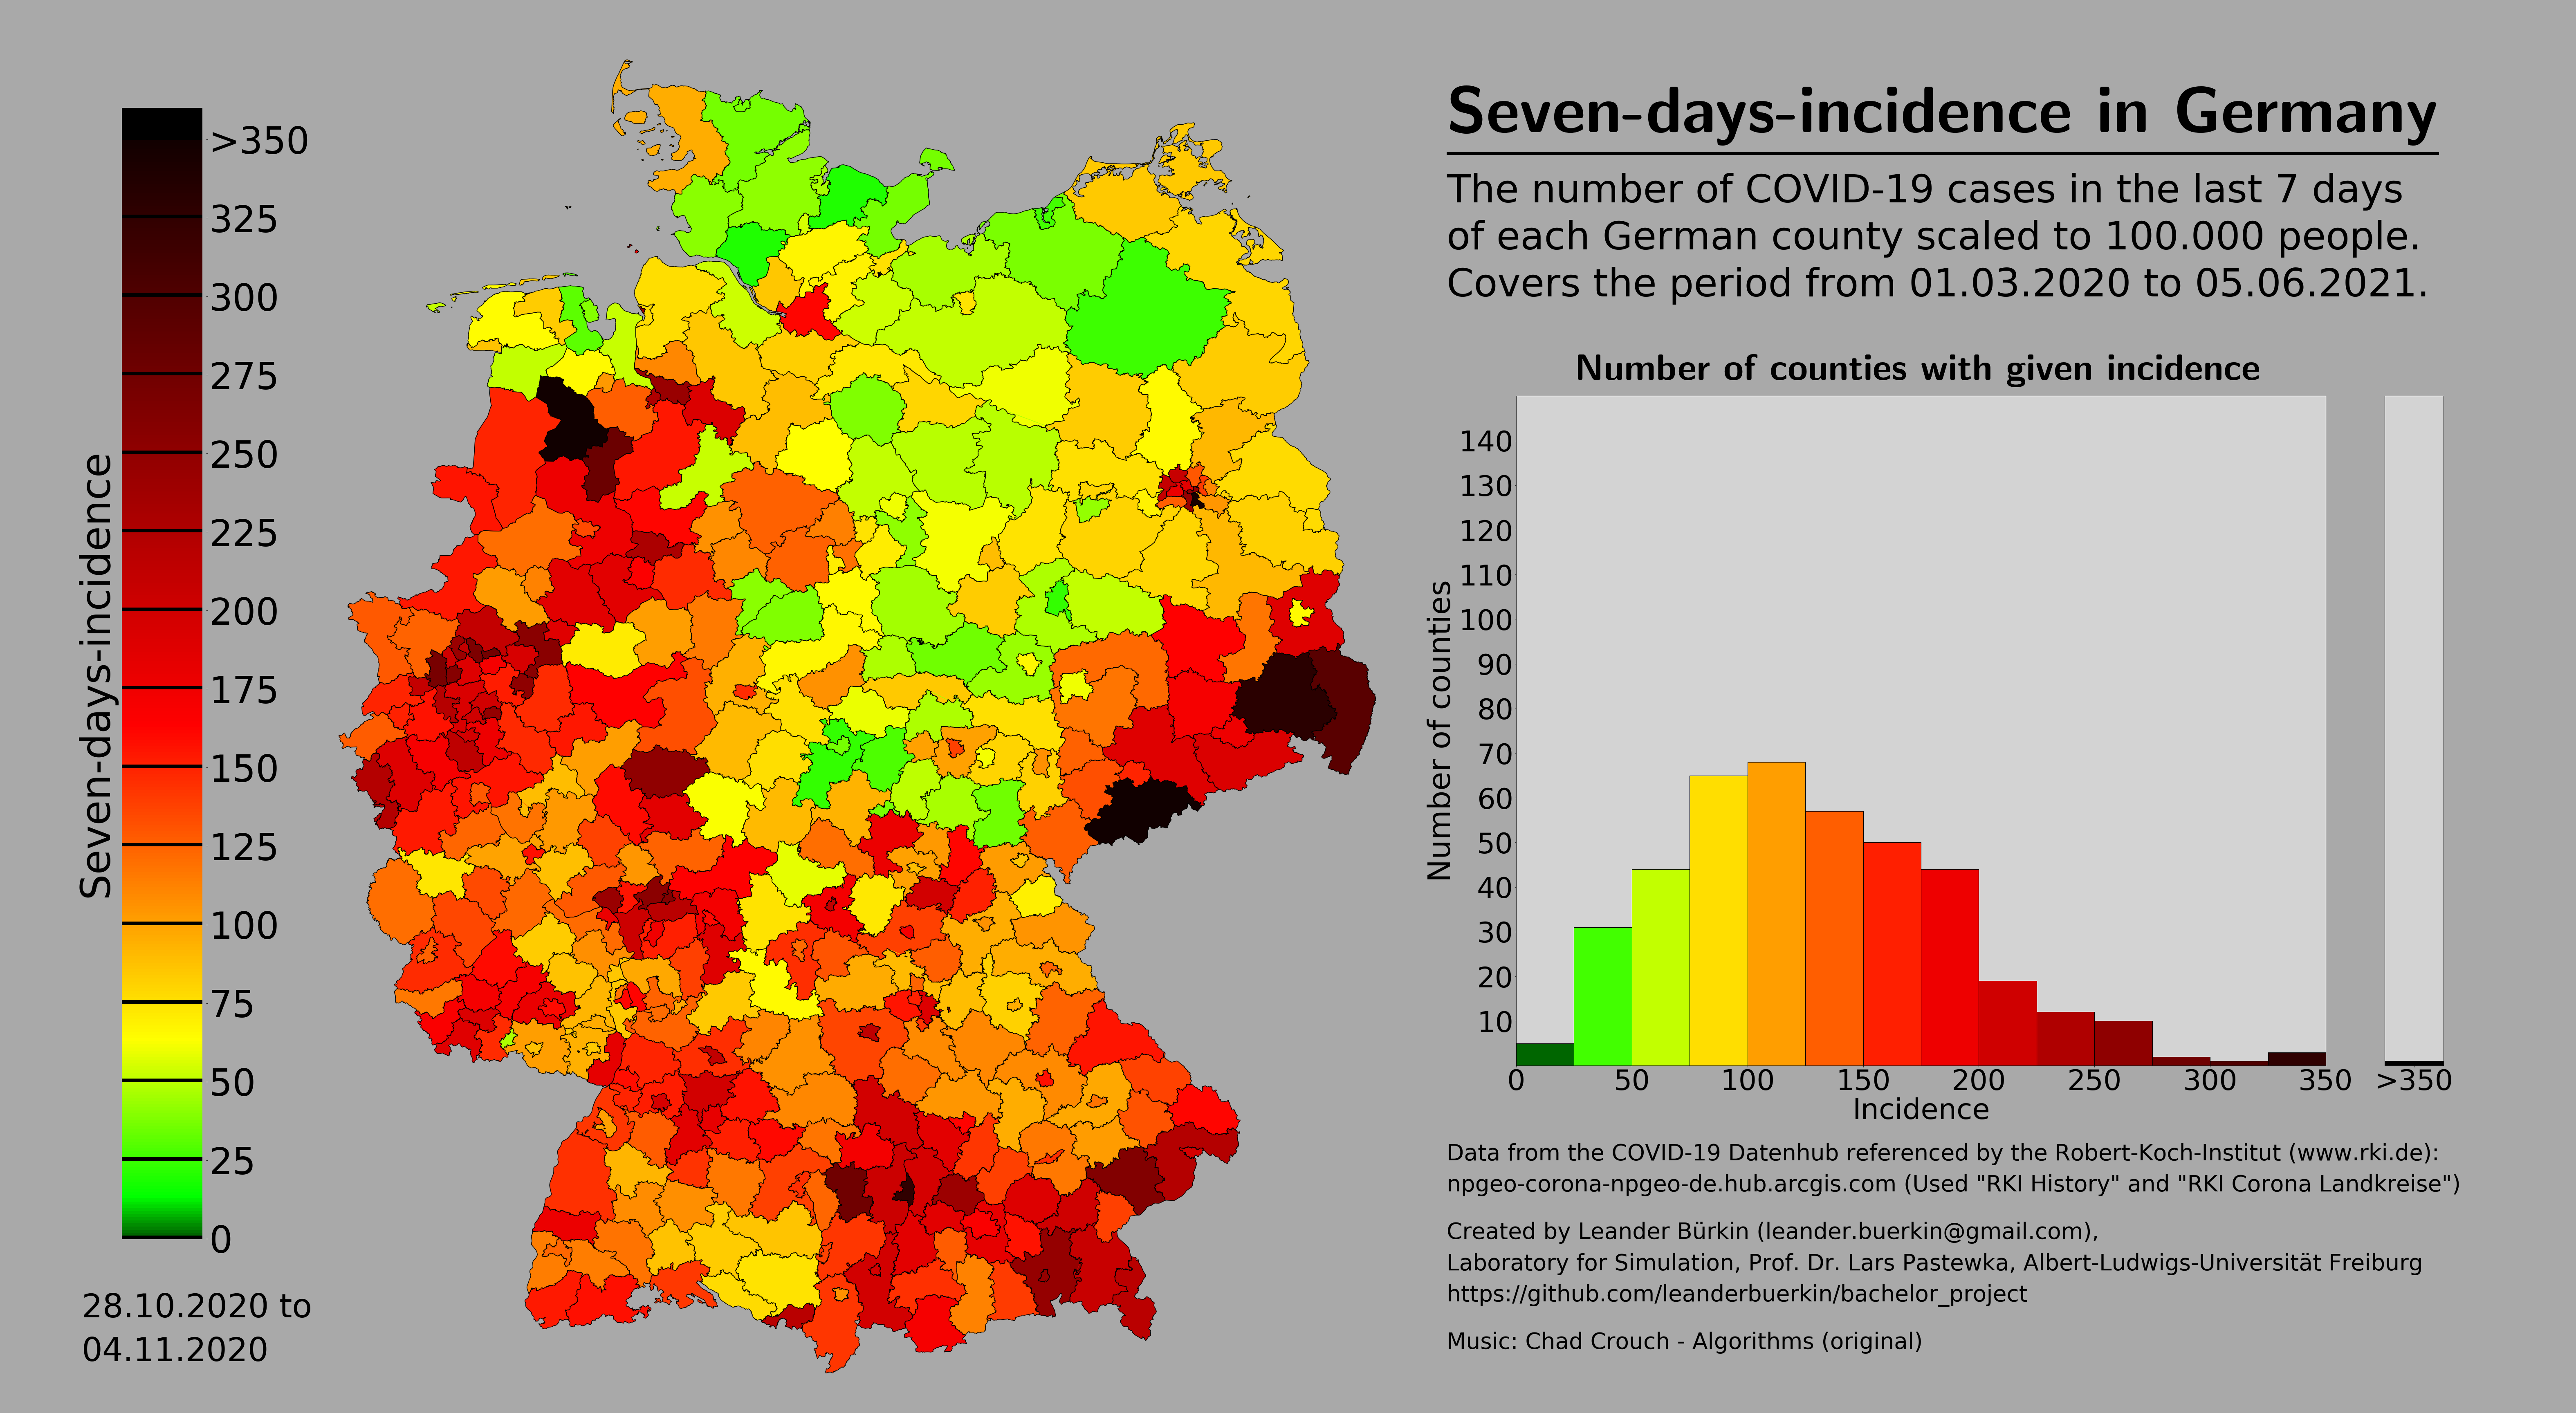 Seven-days-incidence in Germany
The number of COVID-19 cases in the last 7 days
of each German county scaled to 100.000 people.
Covers the period from 01.03.2020 to 05.06.2021.
Seven-days-incidence
>350
325
300
275
250
225
200
175
150
125
100
75
50
25
0
28.10.2020 to
04.11.2020
Number of counties with given incidence
Number of counties
140
130
120
110
100
90
80
70
60
50
40
30
20
10
0 50 100 150 200 250 300 350 >350
Incidence
Data from the COVID-19 Datenhub referenced by the Robert-Koch-Institut (www.rki.de):
npgeo-corona-npgeo-de.hub.arcgis.com (Used "RKI History" and "RKI Corona Landkreise")
Created by Leander Bürkin (leander.buerkin@gmail.com),
Laboratory for Simulation, Prof. Dr. Lars Pastewka, Albert-Ludwigs-Universität Freiburg
https://github.com/leanderbuerkin/bachelor_project
Music: Chad Crouch - Algorithms (original)